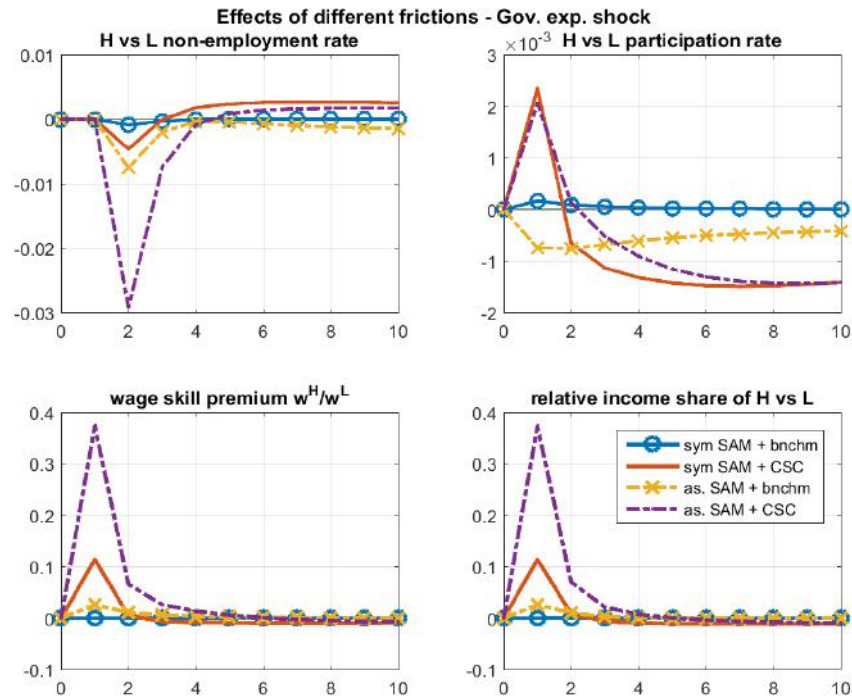 Effects of different frictions - Gov. exp. shock
H vs L non-employment rate
0.01
0
-0.01
-0.02
-0.03
0 2 4 6 8 10
H vs L participation rate
×10⁻³
3
2
1
0
-1
-2
0 2 4 6 8 10
wage skill premium wᴴ/wᴸ
0.4
0.3
0.2
0.1
0
-0.1
0 2 4 6 8 10
relative income share of H vs L
0.4
0.3
0.2
0.1
0
-0.1
0 2 4 6 8 10
sym SAM + bnchm
sym SAM + CSC
as. SAM + bnchm
as. SAM + CSC